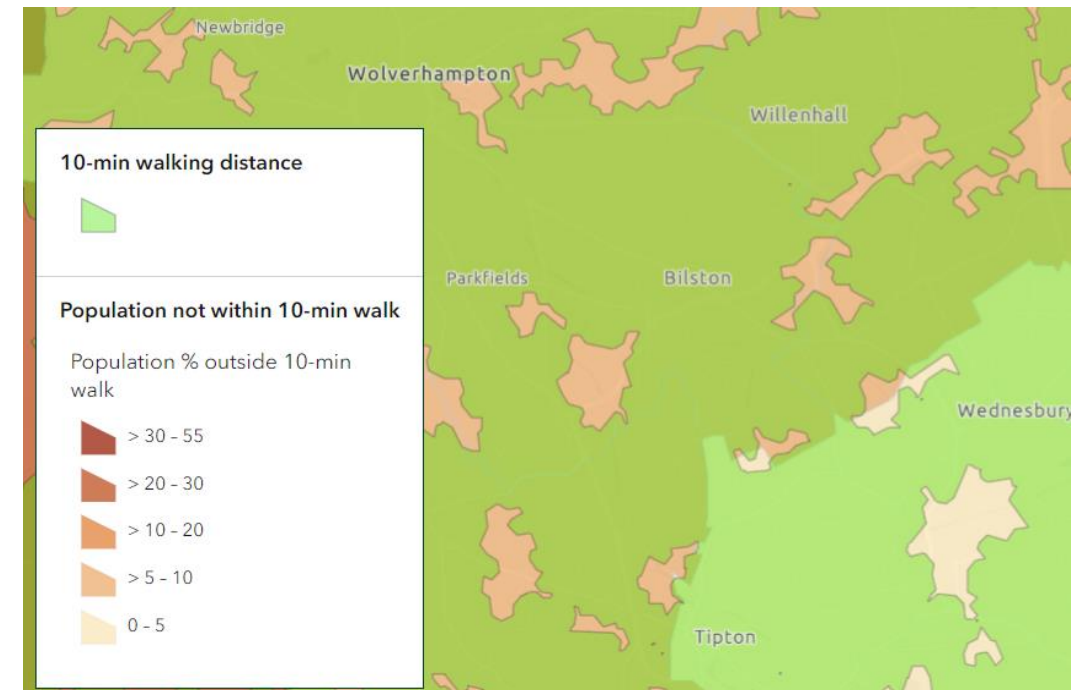 Newbridge
Wolverhampton
Willenhall
10-min walking distance
Parkfields
Bilston
Population not within 10-min walk
Population % outside 10-min
walk
> 30 - 55
> 20 - 30
> 10 - 20
> 5 - 10
0 - 5
Wednesbury
Tipton